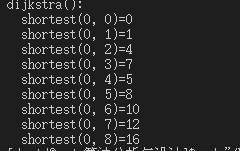 dijkstra():
shortest(0, 0)=0
shortest(0, 1)=1
shortest(0, 2)=4
shortest(0, 3)=7
shortest(0, 4)=5
shortest(0, 5)=8
shortest(0, 6)=10
shortest(0, 7)=12
shortest(0, 8)=16